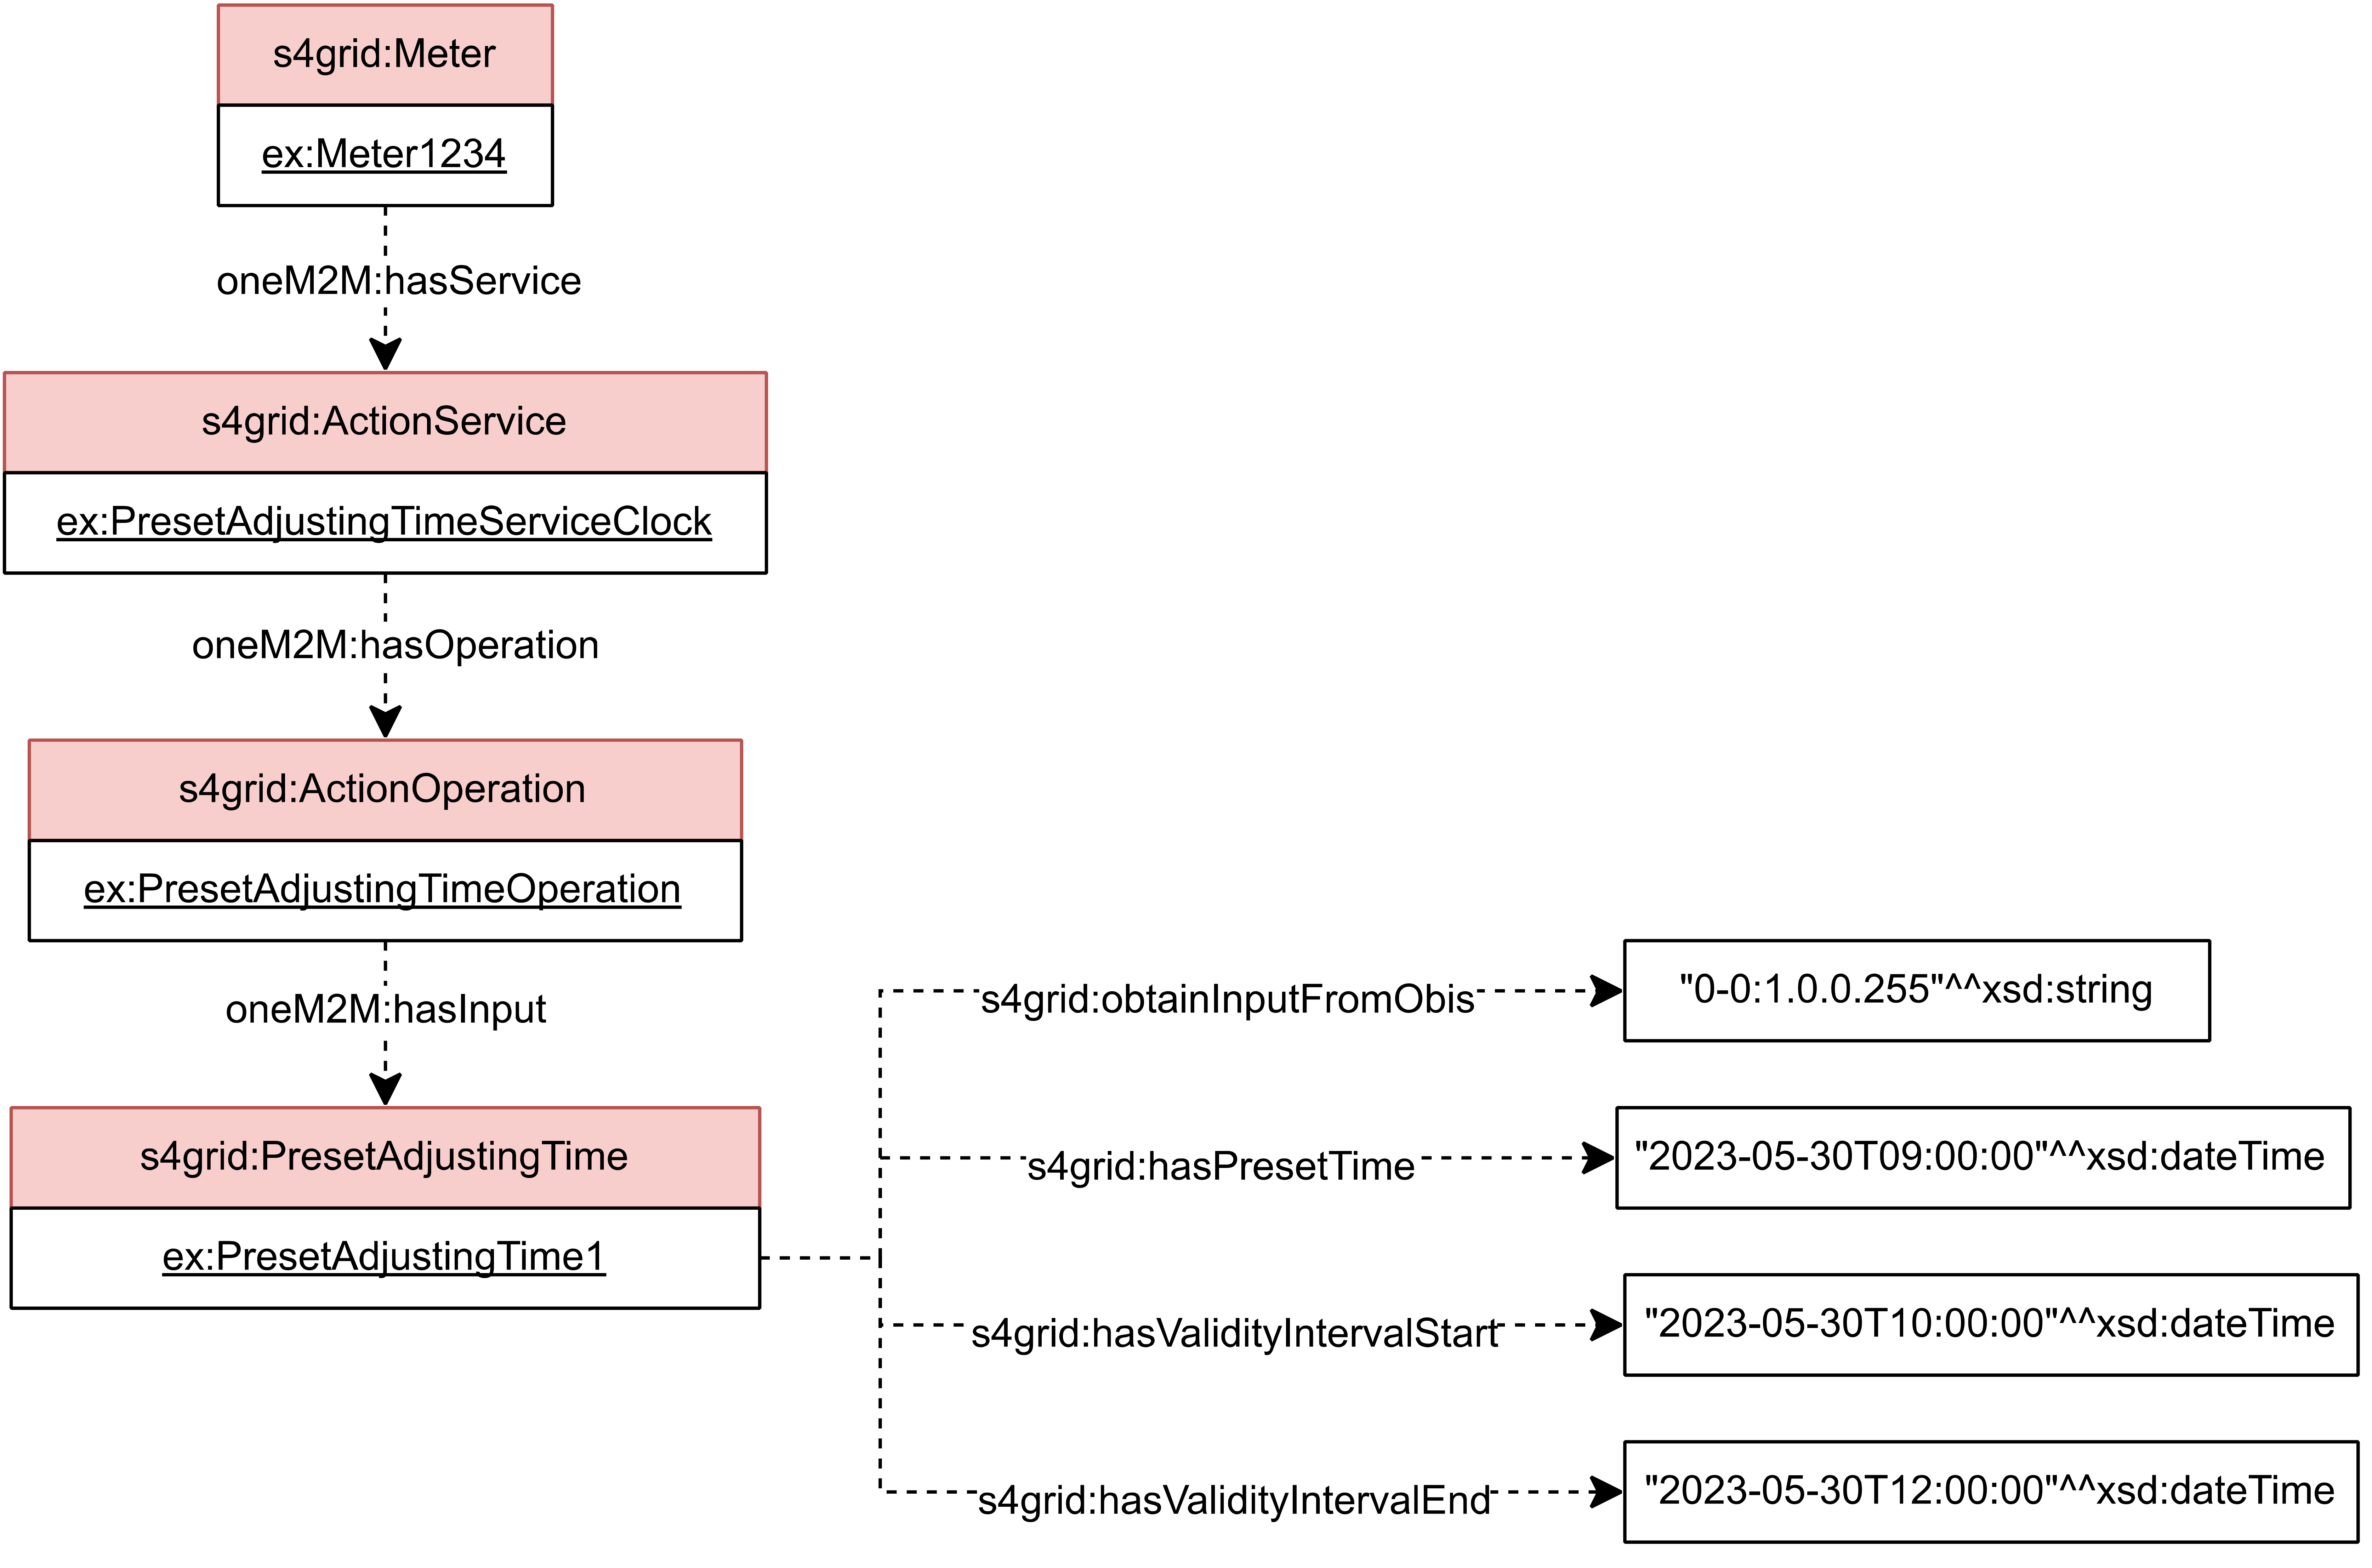 s4grid:Meter
ex:Meter1234
oneM2M:hasService
s4grid:ActionService
ex:PresetAdjustingTimeServiceClock
oneM2M:hasOperation
s4grid:ActionOperation
ex:PresetAdjustingTimeOperation
oneM2M:hasInput
s4grid:PresetAdjustingTime
ex:PresetAdjustingTime1
s4grid:obtainInputFromObis
"0-0:1.0.0.255"^^xsd:string
s4grid:hasPresetTime
"2023-05-30T09:00:00"^^xsd:dateTime
s4grid:hasValidityIntervalStart
"2023-05-30T10:00:00"^^xsd:dateTime
s4grid:hasValidityIntervalEnd
"2023-05-30T12:00:00"^^xsd:dateTime